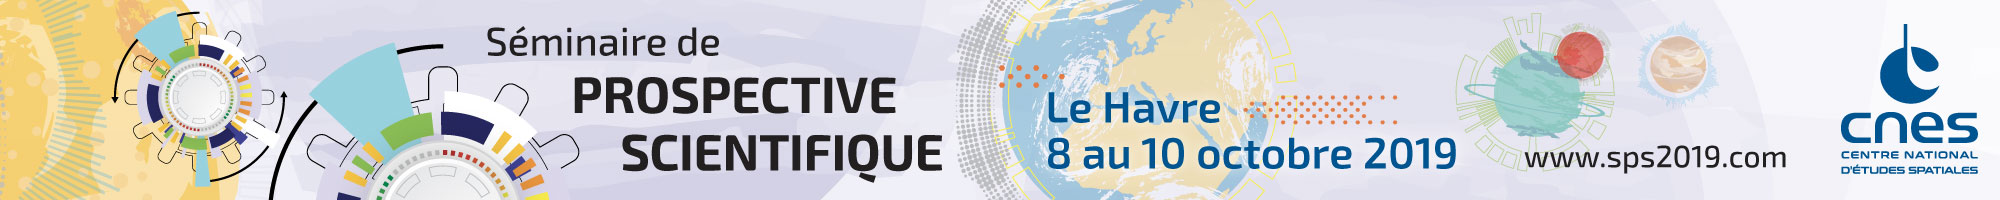 Séminaire de
PROSPECTIVE
SCIENTIFIQUE
Le Havre
8 au 10 octobre 2019
www.sps2019.com
cnes
CENTRE NATIONAL
D'ÉTUDES SPATIALES